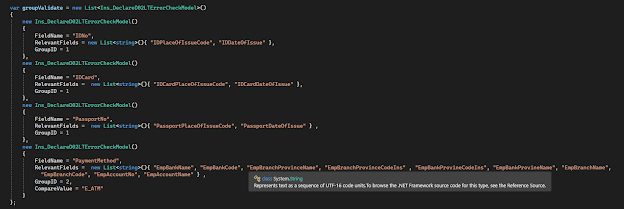 var groupValidate = new List<Ins_DeclareD02LTErrorCheckModel>()
{
new Ins_DeclareD02LTErrorCheckModel()
{
FieldName = "IDNo",
RelevantFields = new List<string>(){ "IDPlaceOfIssueCode", "IDDateOfIssue" },
GroupID = 1
},
new Ins_DeclareD02LTErrorCheckModel()
{
FieldName = "IDCard",
RelevantFields = new List<string>(){ "IDCardPlaceOfIssueCode", "IDCardDateOfIssue" },
GroupID = 1
},
new Ins_DeclareD02LTErrorCheckModel()
{
FieldName = "PassportNo",
RelevantFields = new List<string>(){ "PassportPlaceOfIssueCode", "PassportDateOfIssue" } ,
GroupID = 1
},
new Ins_DeclareD02LTErrorCheckModel()
{
FieldName = "PaymentMethod",
RelevantFields = new List<string>(){ "EmpBankName", "EmpBankCode", "EmpBranchProvinceName", "EmpBranchProvinceCodeIns" , "EmpBankProvineCodeIns", "EmpBankProvineName", "EmpBranchName",
"EmpBranchCode", "EmpAccountNo", "EmpAccountName" } ,
GroupID = 2,
CompareValue = "E_ATM"
}
};
class System.String
Represents text as a sequence of UTF-16 code units.To browse the .NET Framework source code for this type, see the Reference Source.